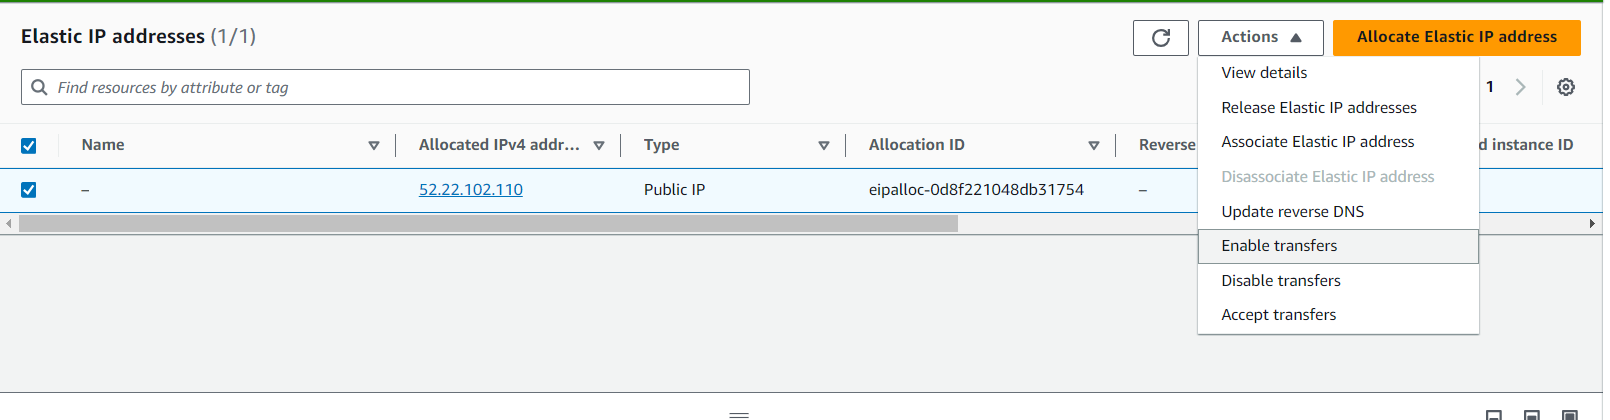 Elastic IP addresses (1/1)
Actions
Allocate Elastic IP address
Find resources by attribute or tag
1
View details
Release Elastic IP addresses
Associate Elastic IP address
Disassociate Elastic IP address
Update reverse DNS
Enable transfers
Disable transfers
Accept transfers
Name
Allocated IPv4 addr...
Type
Allocation ID
Reverse
d instance ID
–
52.22.102.110
Public IP
eipalloc-0d8f221048db31754
–